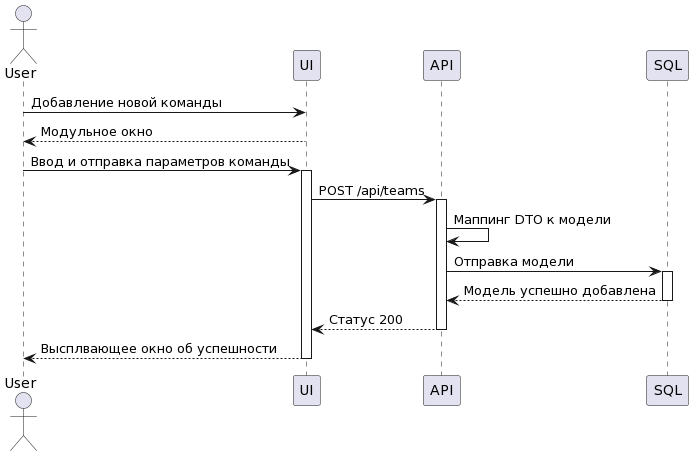 User
UI
API
SQL
Добавление новой команды
Модульное окно
Ввод и отправка параметров команды
POST /api/teams
Маппинг DTO к модели
Отправка модели
Модель успешно добавлена
Статус 200
Высплвающее окно об успешности
User
UI
API
SQL